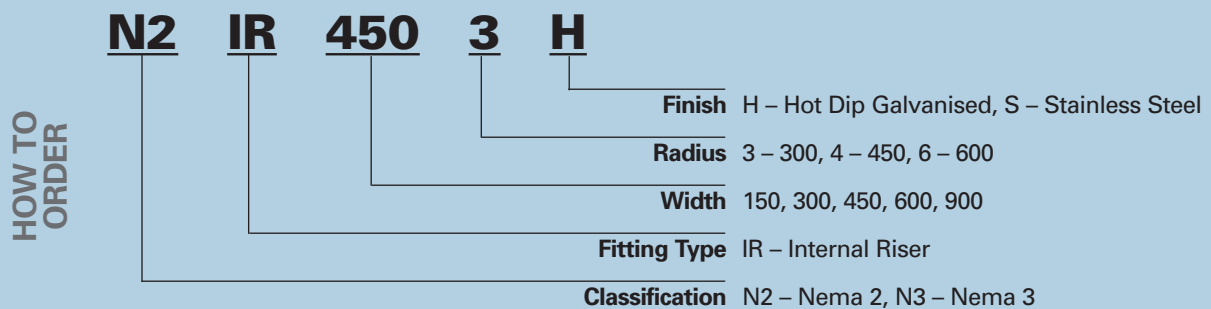 N2 IR 450 3 H
HOW TO
ORDER
Finish H – Hot Dip Galvanised, S – Stainless Steel
Radius 3 – 300, 4 – 450, 6 – 600
Width 150, 300, 450, 600, 900
Fitting Type IR – Internal Riser
Classification N2 – Nema 2, N3 – Nema 3